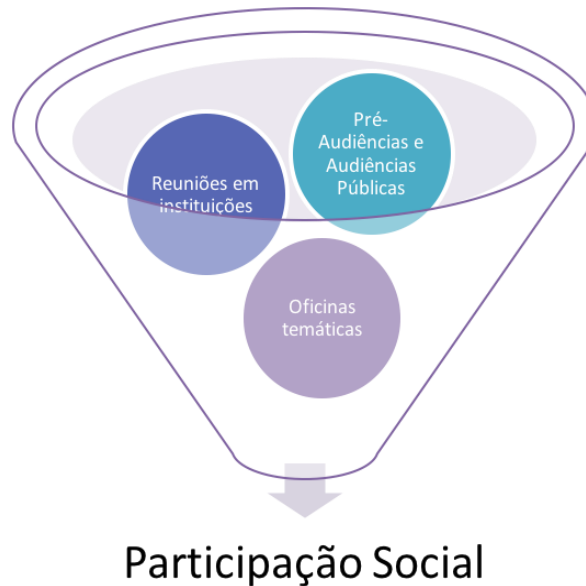 Pré-
Audiências e
Audiências
Públicas
Reuniões em
instituições
Oficinas
temáticas
Participação Social